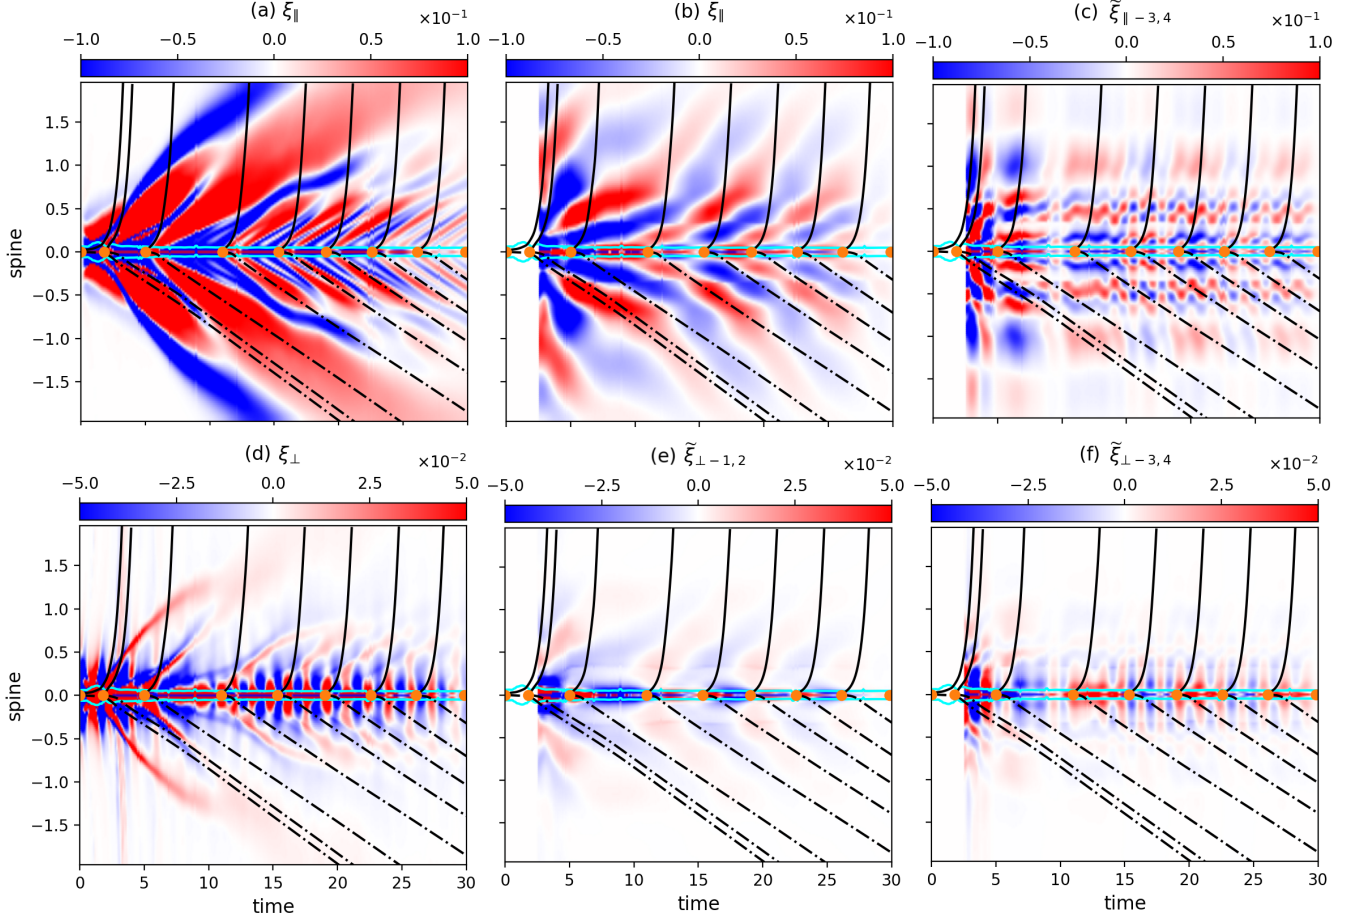 (a) ξ∥
×10⁻¹
−1.0 −0.5 0.0 0.5 1.0
(b) ξ∥
×10⁻¹
−1.0 −0.5 0.0 0.5 1.0
(c) ξ̃∥−3,4
×10⁻¹
−1.0 −0.5 0.0 0.5 1.0
spine
1.5
1.0
0.5
0.0
−0.5
−1.0
−1.5
(d) ξ⊥
×10⁻²
−5.0 −2.5 0.0 2.5 5.0
(e) ξ̃⊥−1,2
×10⁻²
−5.0 −2.5 0.0 2.5 5.0
(f) ξ̃⊥−3,4
×10⁻²
−5.0 −2.5 0.0 2.5 5.0
spine
1.5
1.0
0.5
0.0
−0.5
−1.0
−1.5
0 5 10 15 20 25 30
time
0 5 10 15 20 25 30
time
0 5 10 15 20 25 30
time